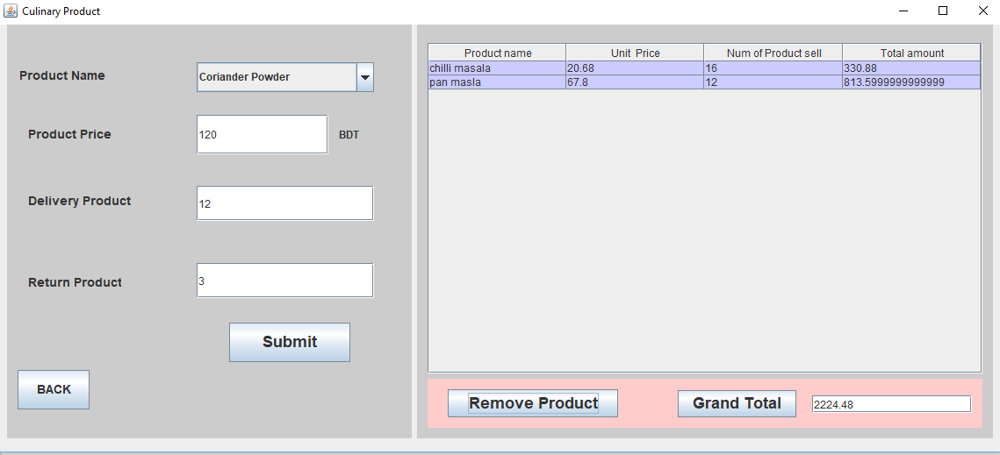 Culinary Product
Product Name
Coriander Powder
Product Price
120
BDT
Delivery Product
12
Return Product
3
Submit
BACK
Product name Unit Price Num of Product sell Total amount
chilli masala 20.68 16 330.88
pan masla 67.8 12 813.5999999999999
Remove Product
Grand Total
2224.48